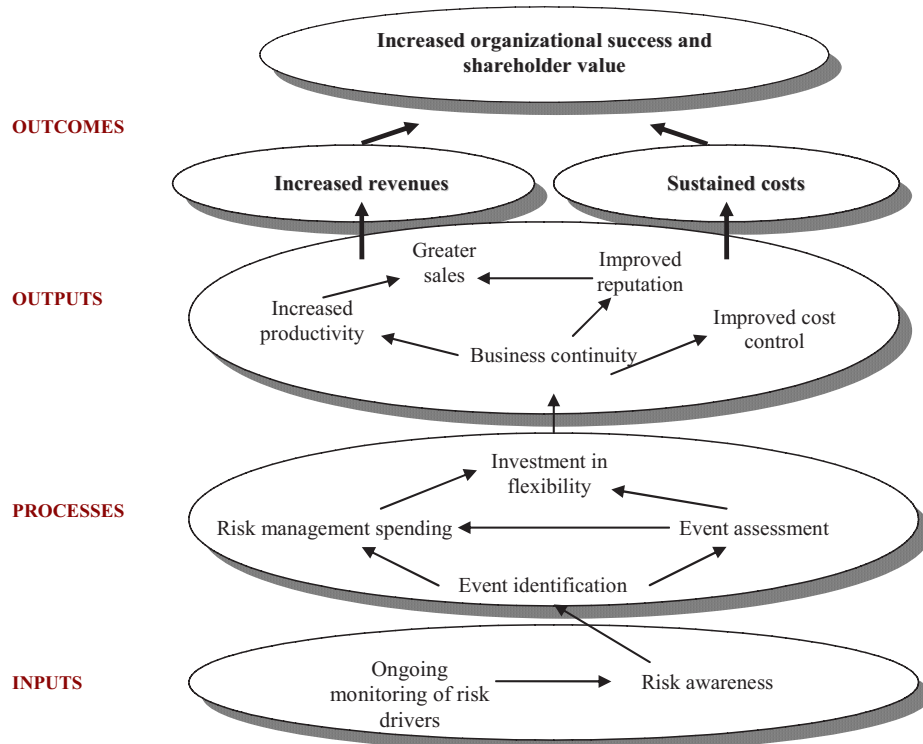 Increased organizational success and
shareholder value
OUTCOMES
Increased revenues
Sustained costs
Greater
sales
Improved
reputation
OUTPUTS
Increased
productivity
Improved cost
control
Business continuity
Investment in
flexibility
PROCESSES
Risk management spending
Event assessment
Event identification
INPUTS
Ongoing
monitoring of risk
drivers
Risk awareness